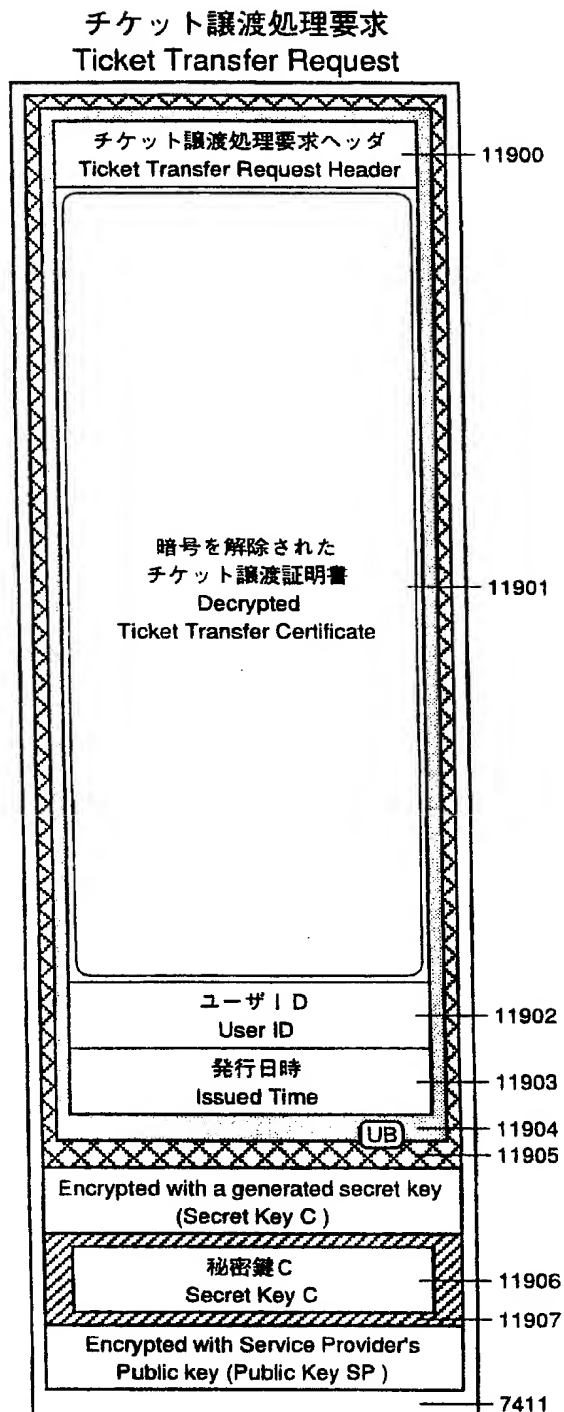 チケット譲渡処理要求
Ticket Transfer Request
チケット譲渡処理要求ヘッダ
Ticket Transfer Request Header
11900
暗号を解除された
チケット譲渡証明書
Decrypted
Ticket Transfer Certificate
11901
ユーザID
User ID
11902
発行日時
Issued Time
11903
UB
11904
11905
Encrypted with a generated secret key
(Secret Key C )
秘密鍵C
Secret Key C
11906
11907
Encrypted with Service Provider's
Public key (Public Key SP )
7411